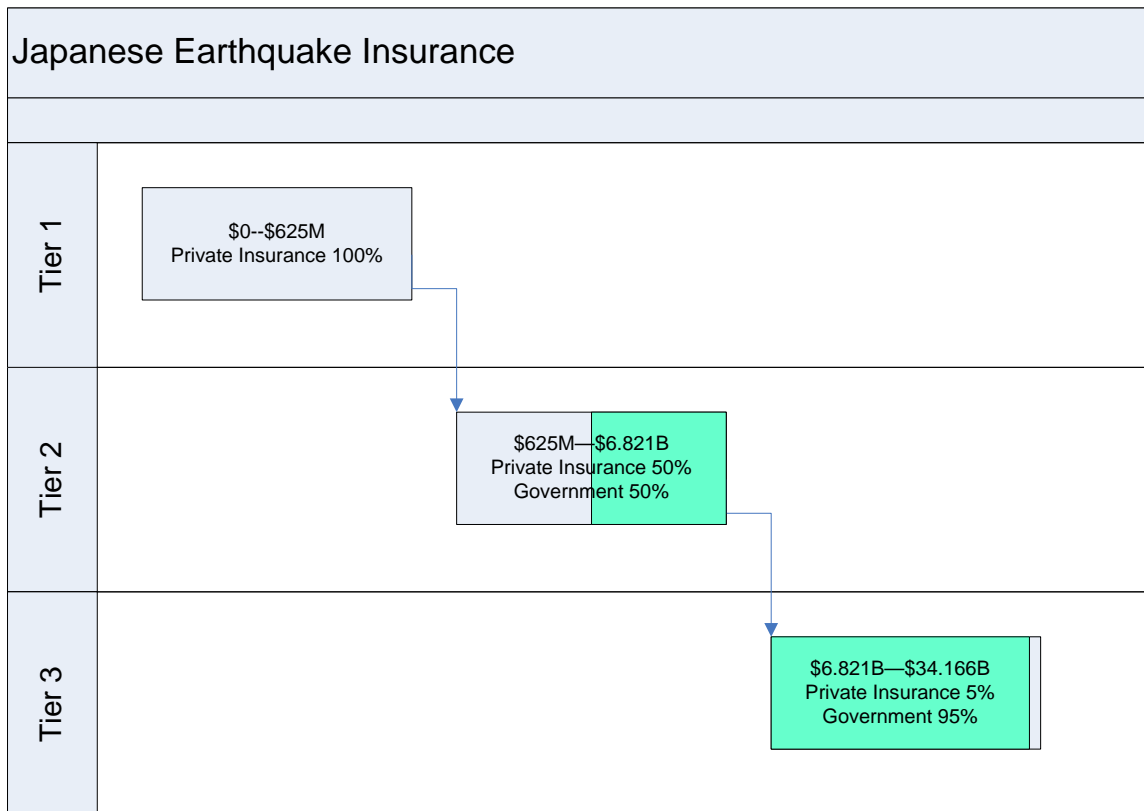 Japanese Earthquake Insurance
Tier 1
$0--$625M
Private Insurance 100%
Tier 2
$625M—$6.821B
Private Insurance 50%
Government 50%
Tier 3
$6.821B—$34.166B
Private Insurance 5%
Government 95%